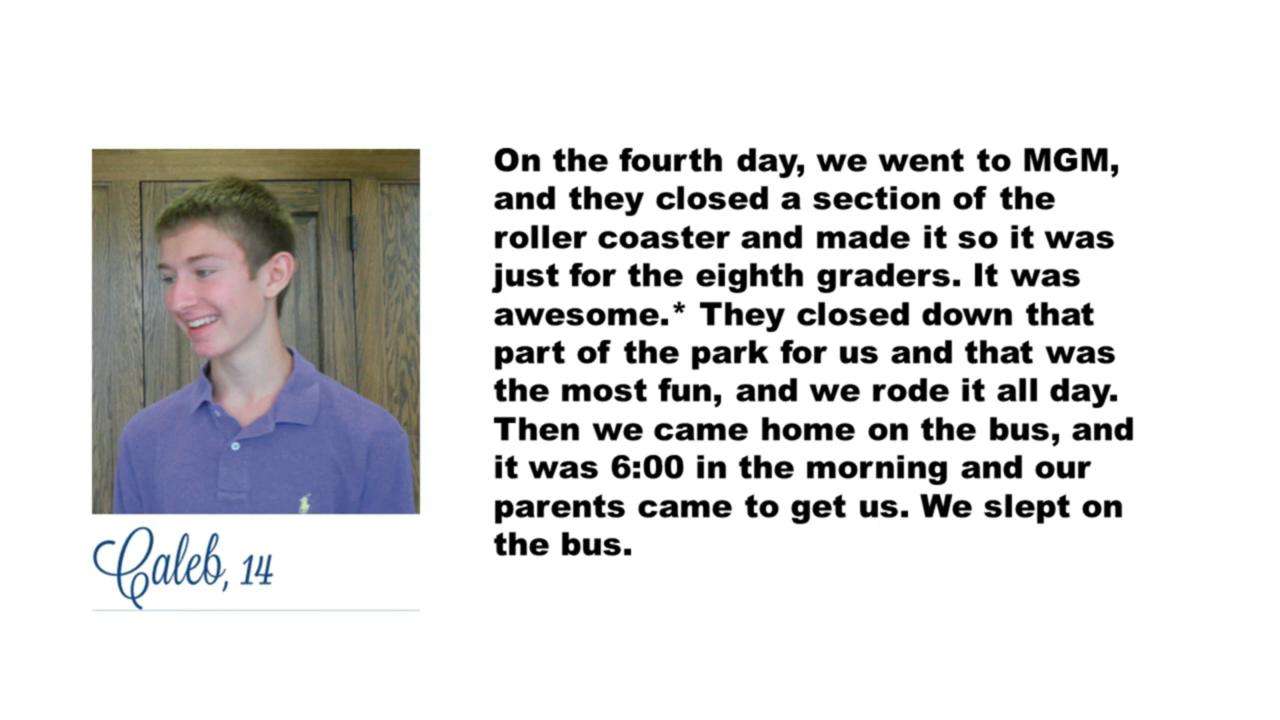 On the fourth day, we went to MGM,
and they closed a section of the
roller coaster and made it so it was
just for the eighth graders. It was
awesome.* They closed down that
part of the park for us and that was
the most fun, and we rode it all day.
Then we came home on the bus, and
it was 6:00 in the morning and our
parents came to get us. We slept on
the bus.
Caleb, 14